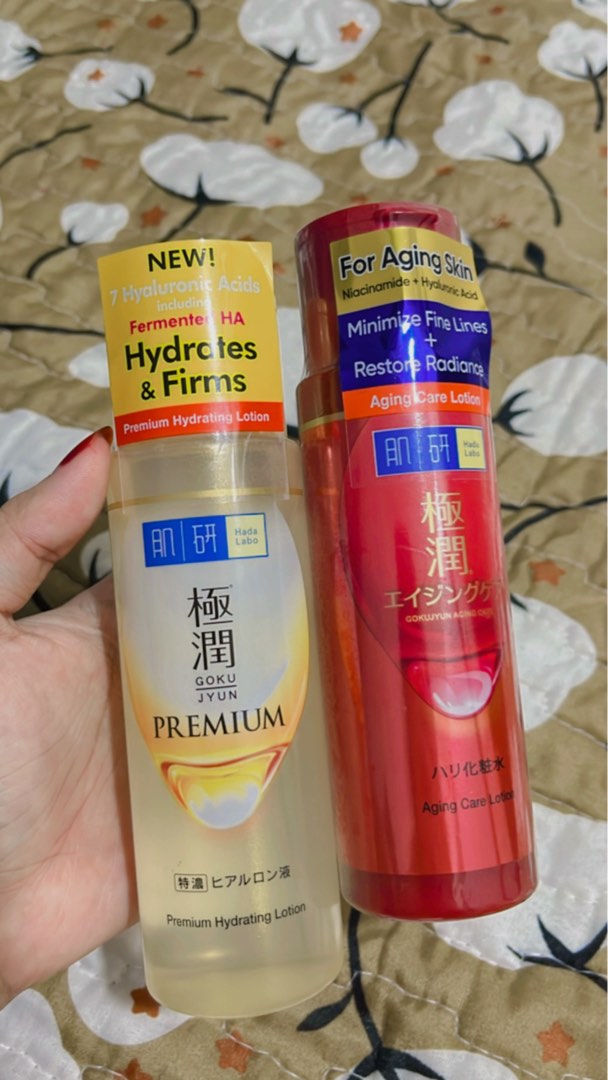 NEW!
7 Hyaluronic Acids
including
Fermented HA
Hydrates
& Firms
Premium Hydrating Lotion
肌研
Hada
Labo
極
潤
GOKU
JYUN
PREMIUM
特濃 ヒアルロン液
Premium Hydrating Lotion
For Aging Skin
Niacinamide + Hyaluronic Acid
Minimize Fine Lines
+
Restore Radiance
Aging Care Lotion
肌研
Hada
Labo
極
潤
エイジングケア
GOKUJYUN AGING CARE
ハリ化粧水
Aging Care Lotion